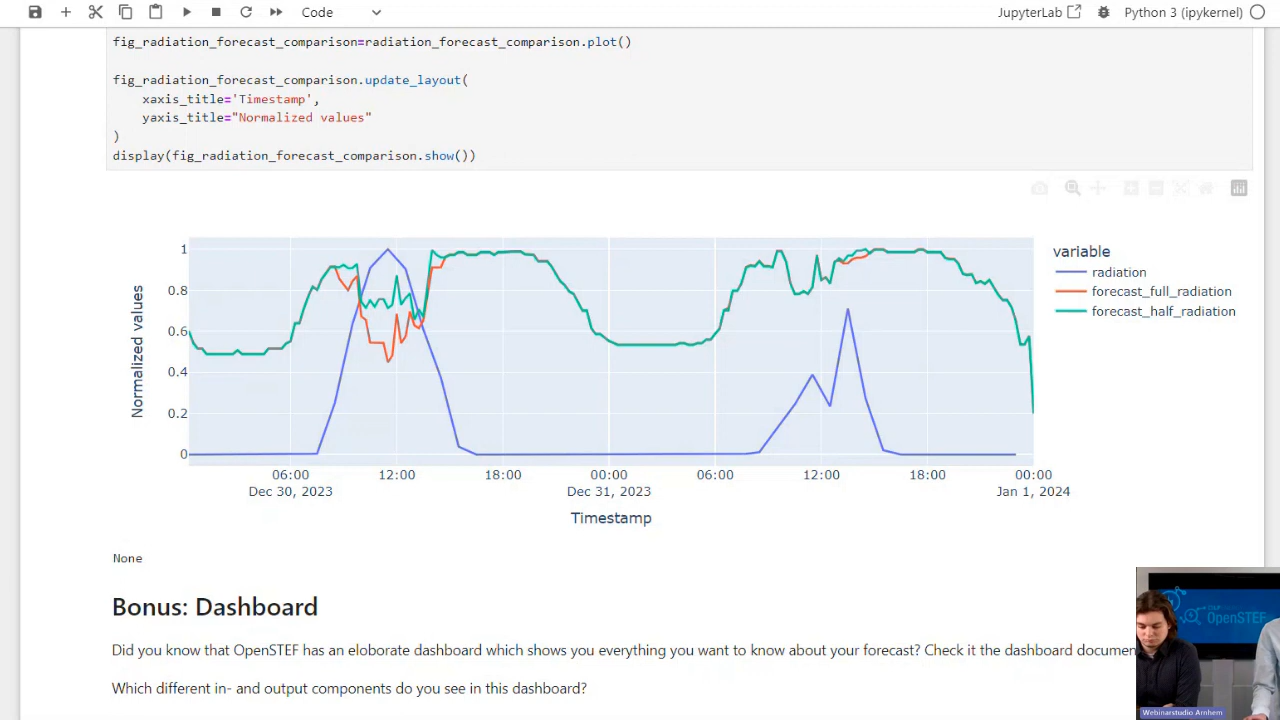 Code
JupyterLab
Python 3 (ipykernel)
fig_radiation_forecast_comparison=radiation_forecast_comparison.plot()
fig_radiation_forecast_comparison.update_layout(
xaxis_title='Timestamp',
yaxis_title="Normalized values"
)
display(fig_radiation_forecast_comparison.show())
variable
radiation
forecast_full_radiation
forecast_half_radiation
1
0.8
0.6
0.4
0.2
0
Normalized values
06:00 12:00 18:00 00:00 06:00 12:00 18:00 00:00
Dec 30, 2023 Dec 31, 2023 Jan 1, 2024
Timestamp
None
Bonus: Dashboard
Did you know that OpenSTEF has an eloborate dashboard which shows you everything you want to know about your forecast? Check it the dashboard documen
Which different in- and output components do you see in this dashboard?
OpenSTEF
Webinarstudio Arnhem